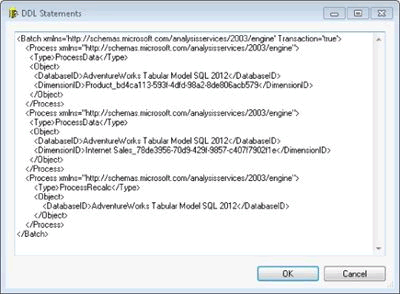 DDL Statements
<Batch xmlns='http://schemas.microsoft.com/analysisservices/2003/engine' Transaction='true'>
<Process xmlns="http://schemas.microsoft.com/analysisservices/2003/engine">
<Type>ProcessData</Type>
<Object>
<DatabaseID>AdventureWorks Tabular Model SQL 2012</DatabaseID>
<DimensionID>Product_bd4ca113-593f-4dfd-98a2-8de806acb579</DimensionID>
</Object>
</Process>
<Process xmlns="http://schemas.microsoft.com/analysisservices/2003/engine">
<Type>ProcessData</Type>
<Object>
<DatabaseID>AdventureWorks Tabular Model SQL 2012</DatabaseID>
<DimensionID>Internet Sales_78de3956-70d9-429f-9857-c407f7902f1e</DimensionID>
</Object>
</Process>
<Process xmlns="http://schemas.microsoft.com/analysisservices/2003/engine">
<Type>ProcessRecalc</Type>
<Object>
<DatabaseID>AdventureWorks Tabular Model SQL 2012</DatabaseID>
</Object>
</Process>
</Batch>
OK
Cancel